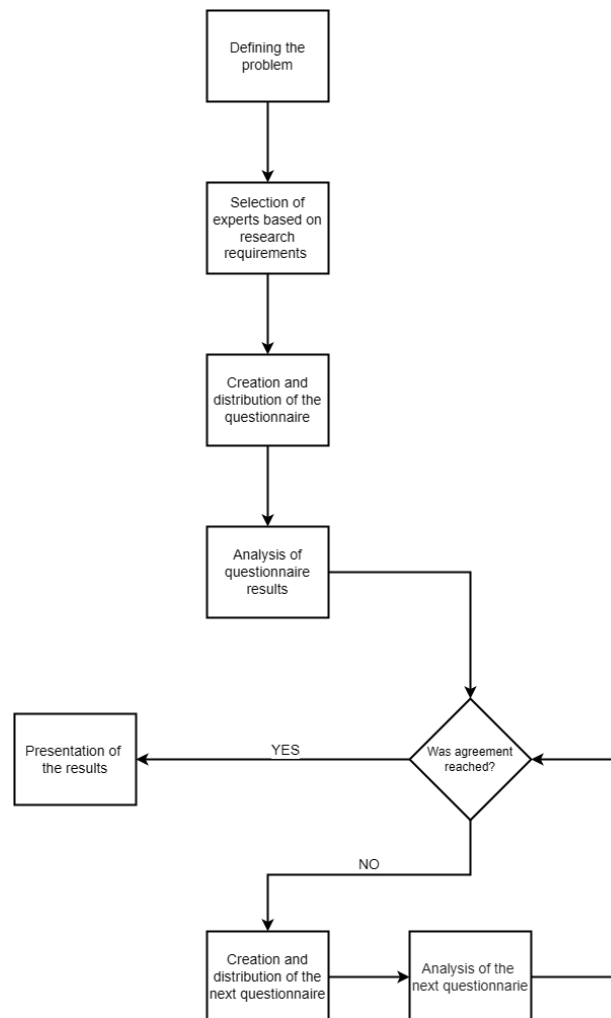 Defining the
problem
Selection of
experts based on
research
requirements
Creation and
distribution of the
questionnaire
Analysis of
questionnaire
results
Was agreement
reached?
YES
Presentation of
the results
NO
Creation and
distribution of the
next questionnaire
Analysis of the
next questionnarie